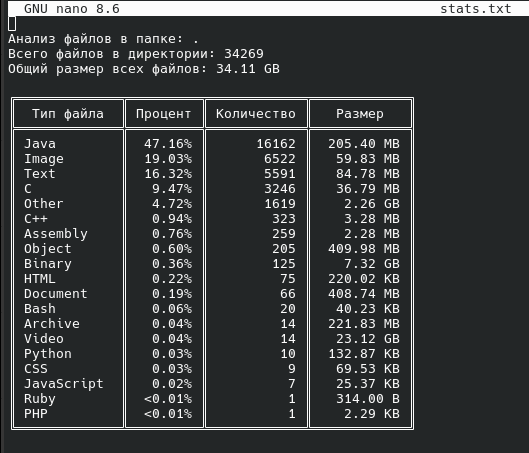 GNU nano 8.6 stats.txt
Анализ файлов в папке: .
Всего файлов в директории: 34269
Общий размер всех файлов: 34.11 GB
Тип файла Процент Количество Размер
Java 47.16% 16162 205.40 MB
Image 19.03% 6522 59.83 MB
Text 16.32% 5591 84.78 MB
C 9.47% 3246 36.79 MB
Other 4.72% 1619 2.26 GB
C++ 0.94% 323 3.28 MB
Assembly 0.76% 259 2.28 MB
Object 0.60% 205 409.98 MB
Binary 0.36% 125 7.32 GB
HTML 0.22% 75 220.02 KB
Document 0.19% 66 408.74 MB
Bash 0.06% 20 40.23 KB
Archive 0.04% 14 221.83 MB
Video 0.04% 14 23.12 GB
Python 0.03% 10 132.87 KB
CSS 0.03% 9 69.53 KB
JavaScript 0.02% 7 25.37 KB
Ruby <0.01% 1 314.00 B
PHP <0.01% 1 2.29 KB